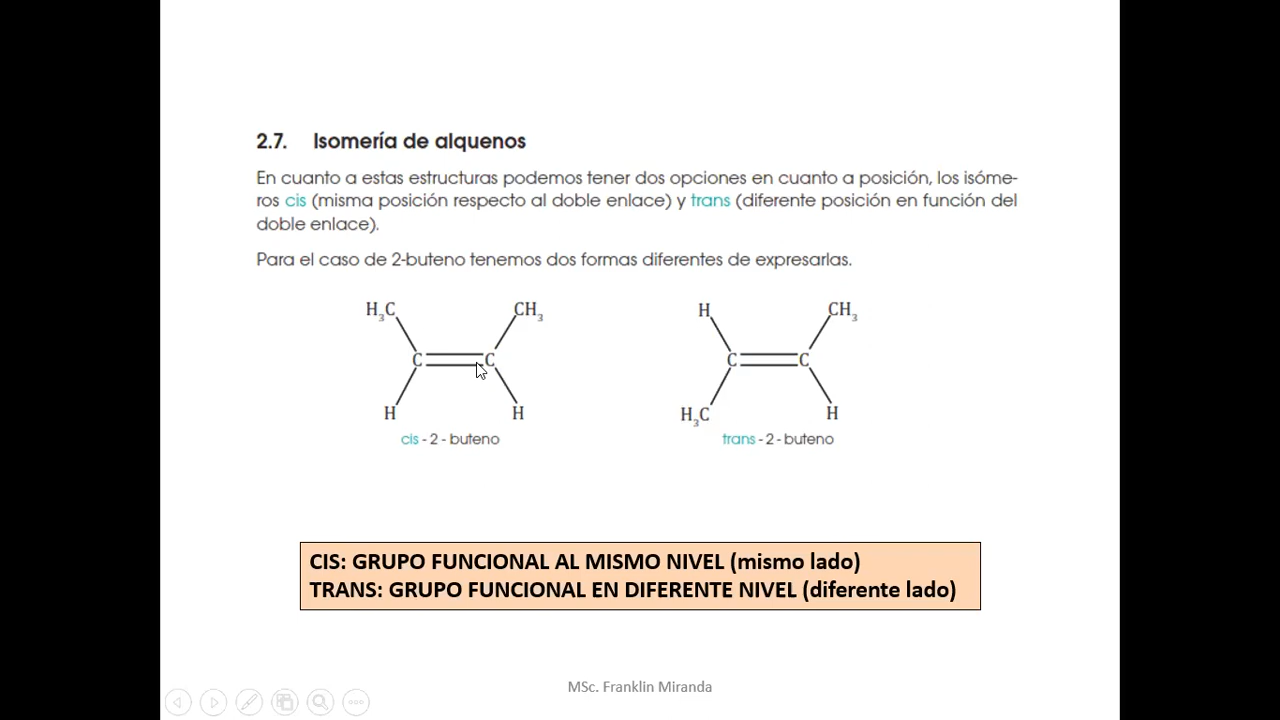 2.7. Isomería de alquenos
En cuanto a estas estructuras podemos tener dos opciones en cuanto a posición, los isóme-
ros cis (misma posición respecto al doble enlace) y trans (diferente posición en función del
doble enlace).
Para el caso de 2-buteno tenemos dos formas diferentes de expresarlas.
H₃C CH₃ H CH₃
C C C C
H H H₃C H
cis - 2 - buteno trans - 2 - buteno
CIS: GRUPO FUNCIONAL AL MISMO NIVEL (mismo lado)
TRANS: GRUPO FUNCIONAL EN DIFERENTE NIVEL (diferente lado)
MSc. Franklin Miranda